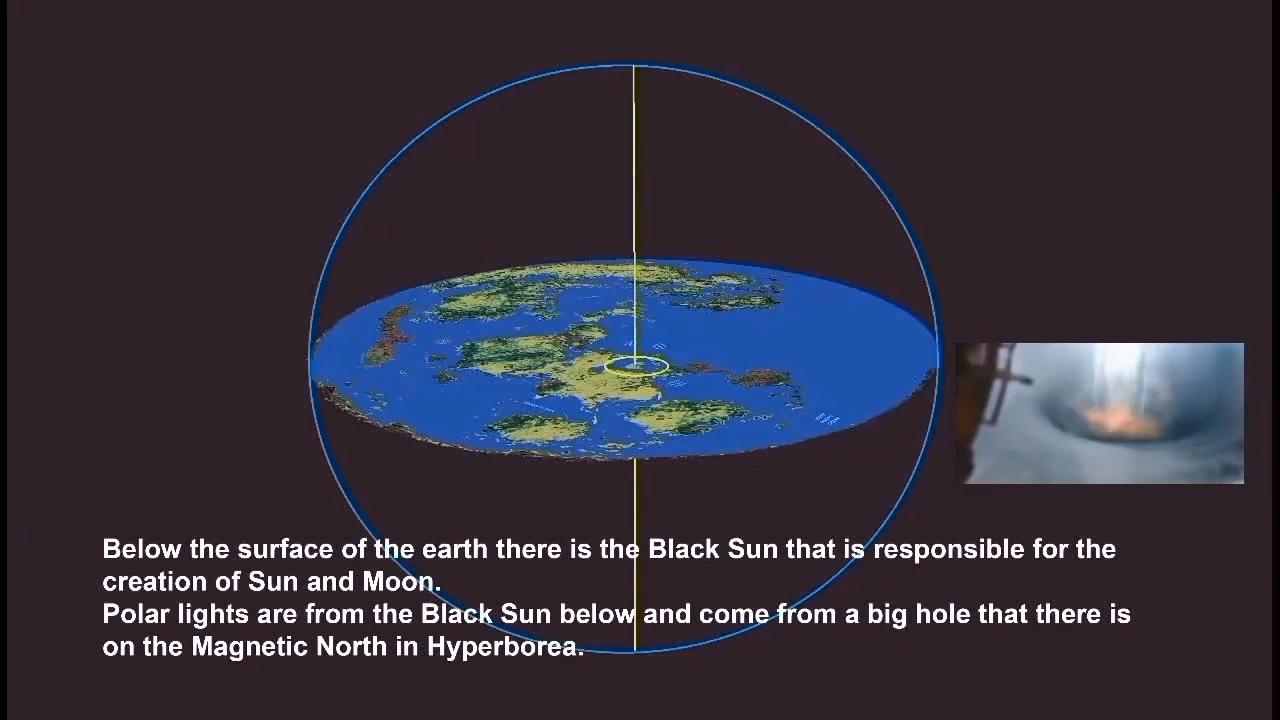 Below the surface of the earth there is the Black Sun that is responsible for the
creation of Sun and Moon.
Polar lights are from the Black Sun below and come from a big hole that there is
on the Magnetic North in Hyperborea.